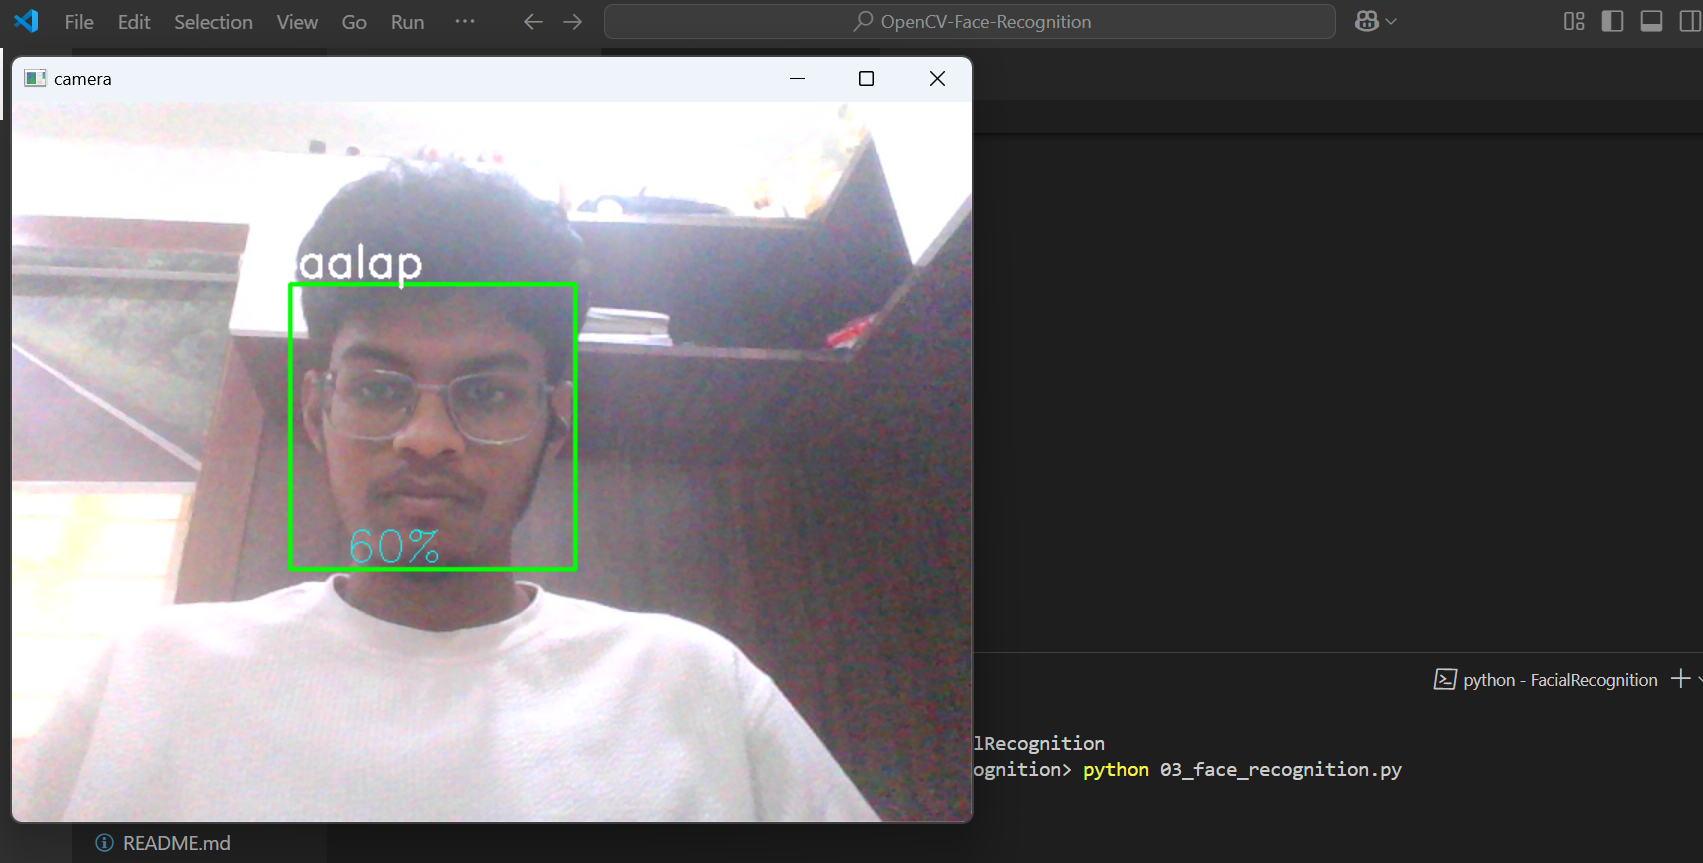 File Edit Selection View Go Run ··· OpenCV-Face-Recognition
camera
aalap
60%
python - FacialRecognition
lRecognition
ognition> python 03_face_recognition.py
README.md